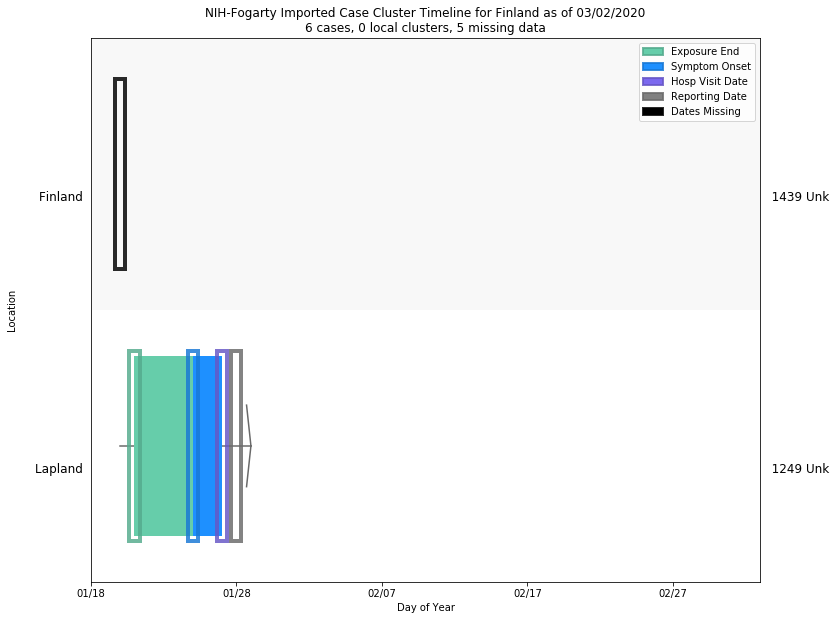 NIH-Fogarty Imported Case Cluster Timeline for Finland as of 03/02/2020
6 cases, 0 local clusters, 5 missing data
Exposure End
Symptom Onset
Hosp Visit Date
Reporting Date
Dates Missing
Finland
1439 Unk
Location
Lapland
1249 Unk
01/18
01/28
02/07
02/17
02/27
Day of Year